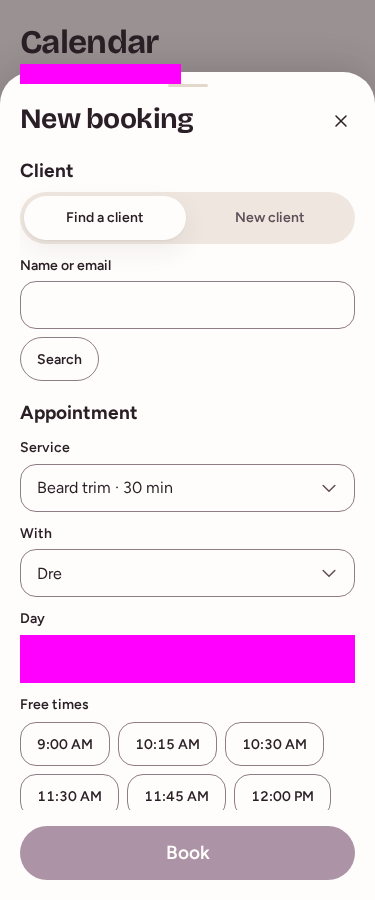 Calendar
New booking
Client
Find a client
New client
Name or email
Search
Appointment
Service
Beard trim · 30 min
With
Dre
Day
Free times
9:00 AM
10:15 AM
10:30 AM
11:30 AM
11:45 AM
12:00 PM
Book